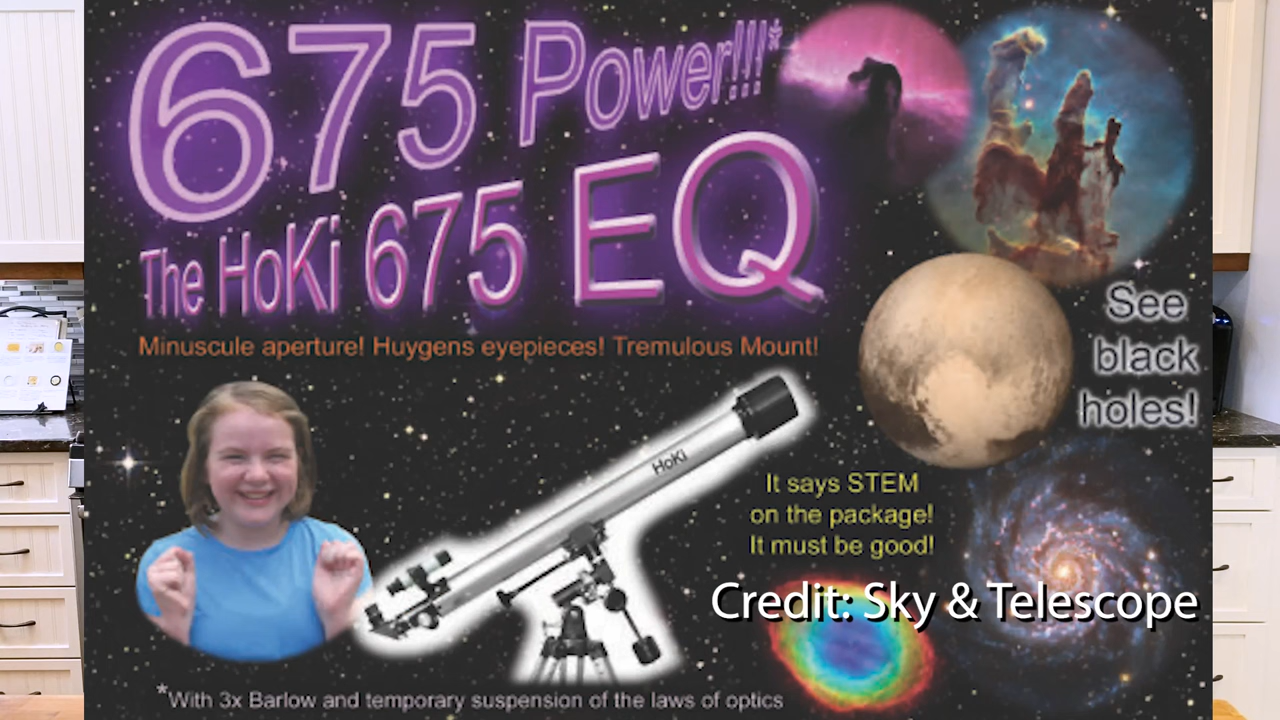 675 Power!!!*
The HoKi 675 EQ
Minuscule aperture! Huygens eyepieces! Tremulous Mount!
See
black
holes!
HoKi
It says STEM
on the package!
It must be good!
Credit: Sky & Telescope
*With 3x Barlow and temporary suspension of the laws of optics